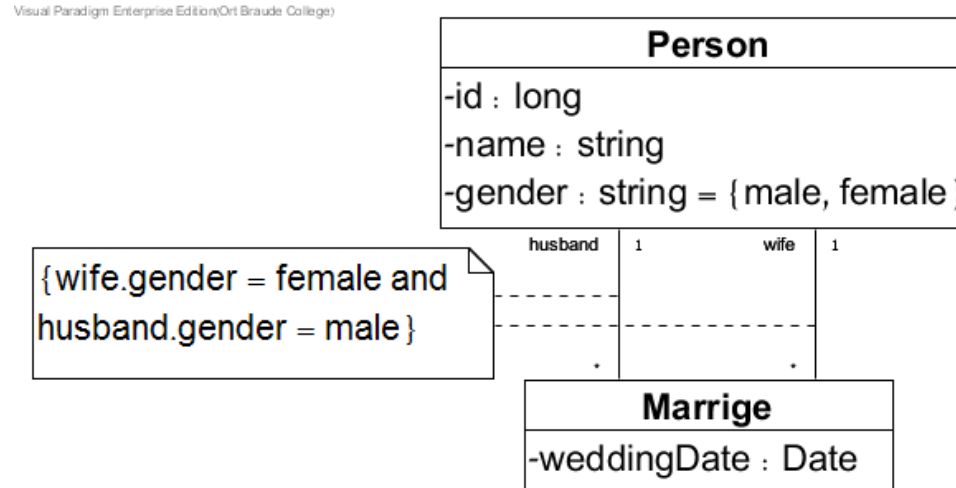 Visual Paradigm Enterprise Edition(Ort Braude College)
Person
-id : long
-name : string
-gender : string = {male, female}
husband 1 wife 1
{wife.gender = female and
husband.gender = male}
* *
Marrige
-weddingDate : Date